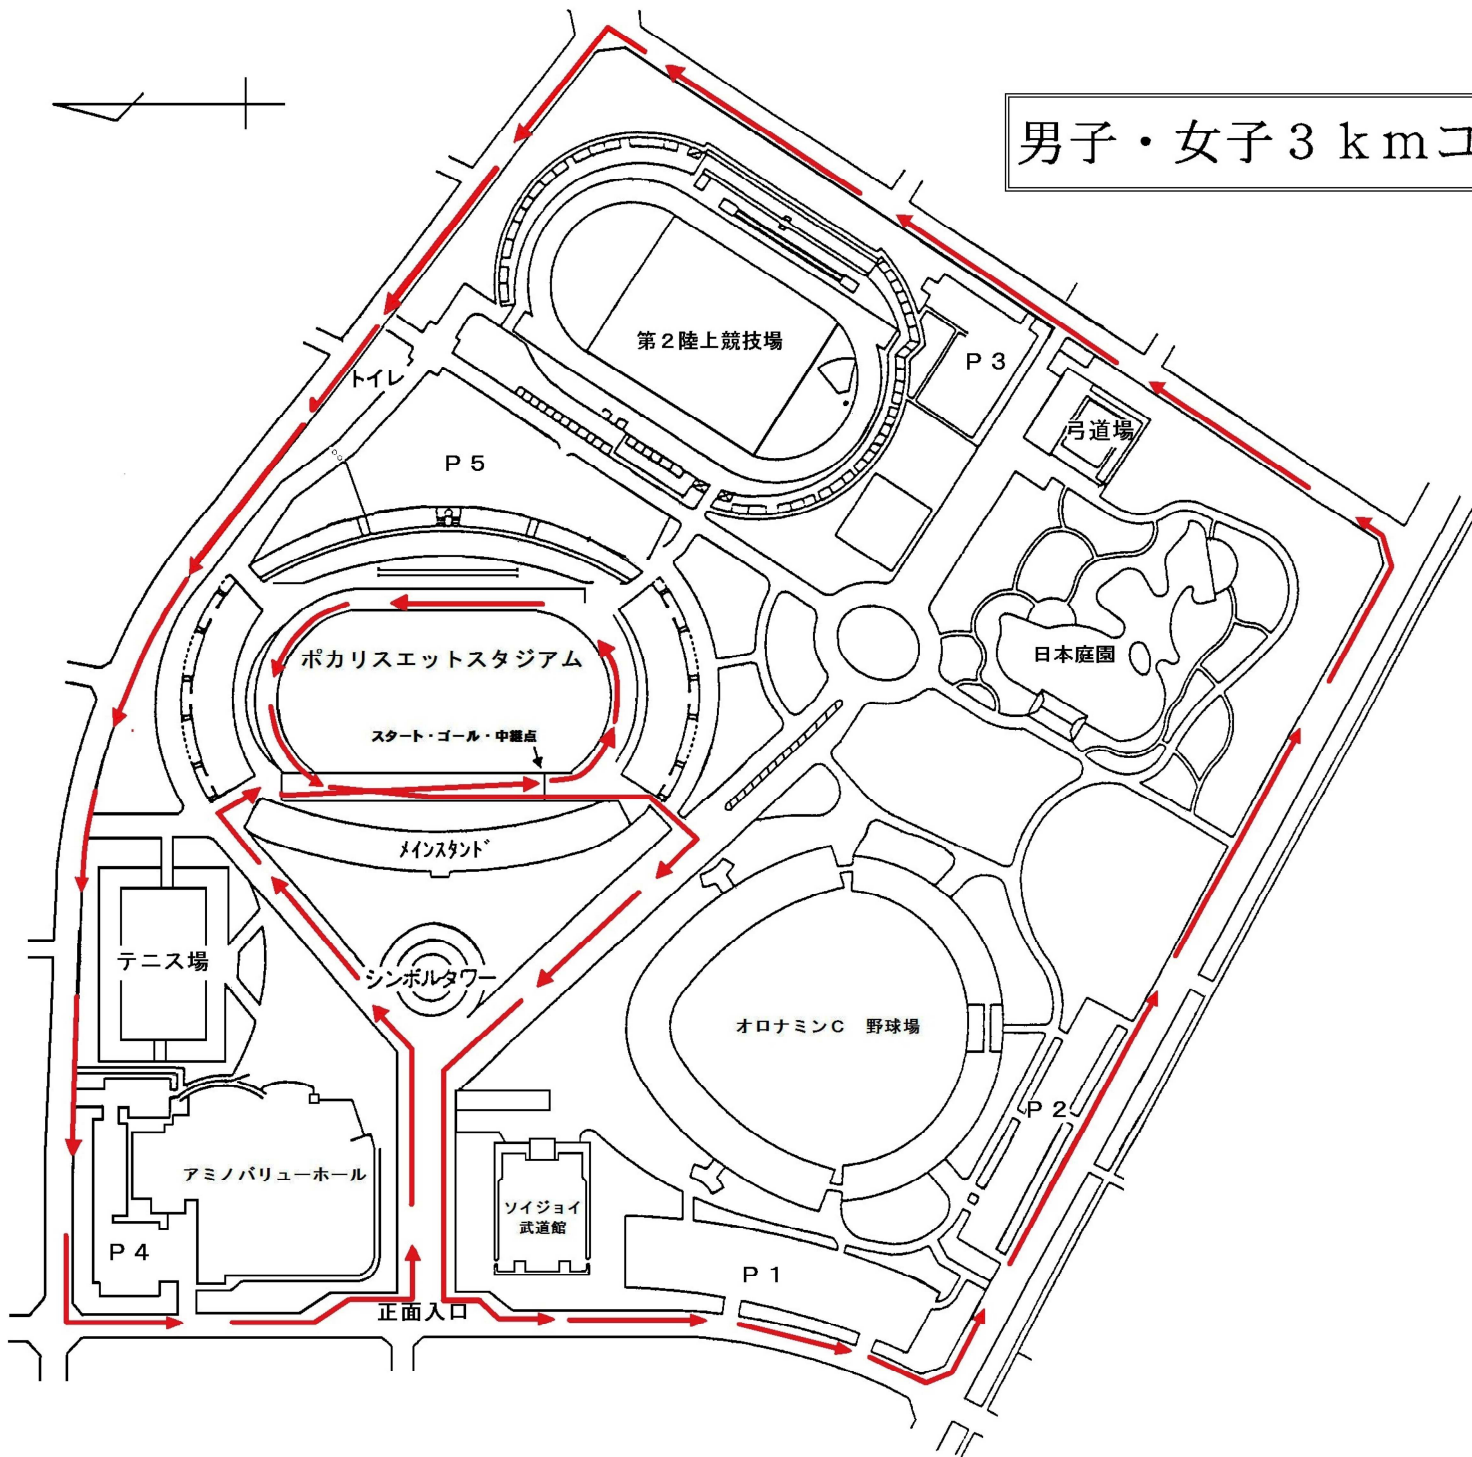 男子・女子３ｋｍコ
第２陸上競技場
Ｐ３
トイレ
弓道場
Ｐ５
ポカリスエットスタジアム
日本庭園
スタート・ゴール・中継点
メインスタンド
テニス場
シンボルタワー
オロナミンＣ　野球場
Ｐ２
アミノバリューホール
ソイジョイ
武道館
Ｐ４
Ｐ１
正面入口